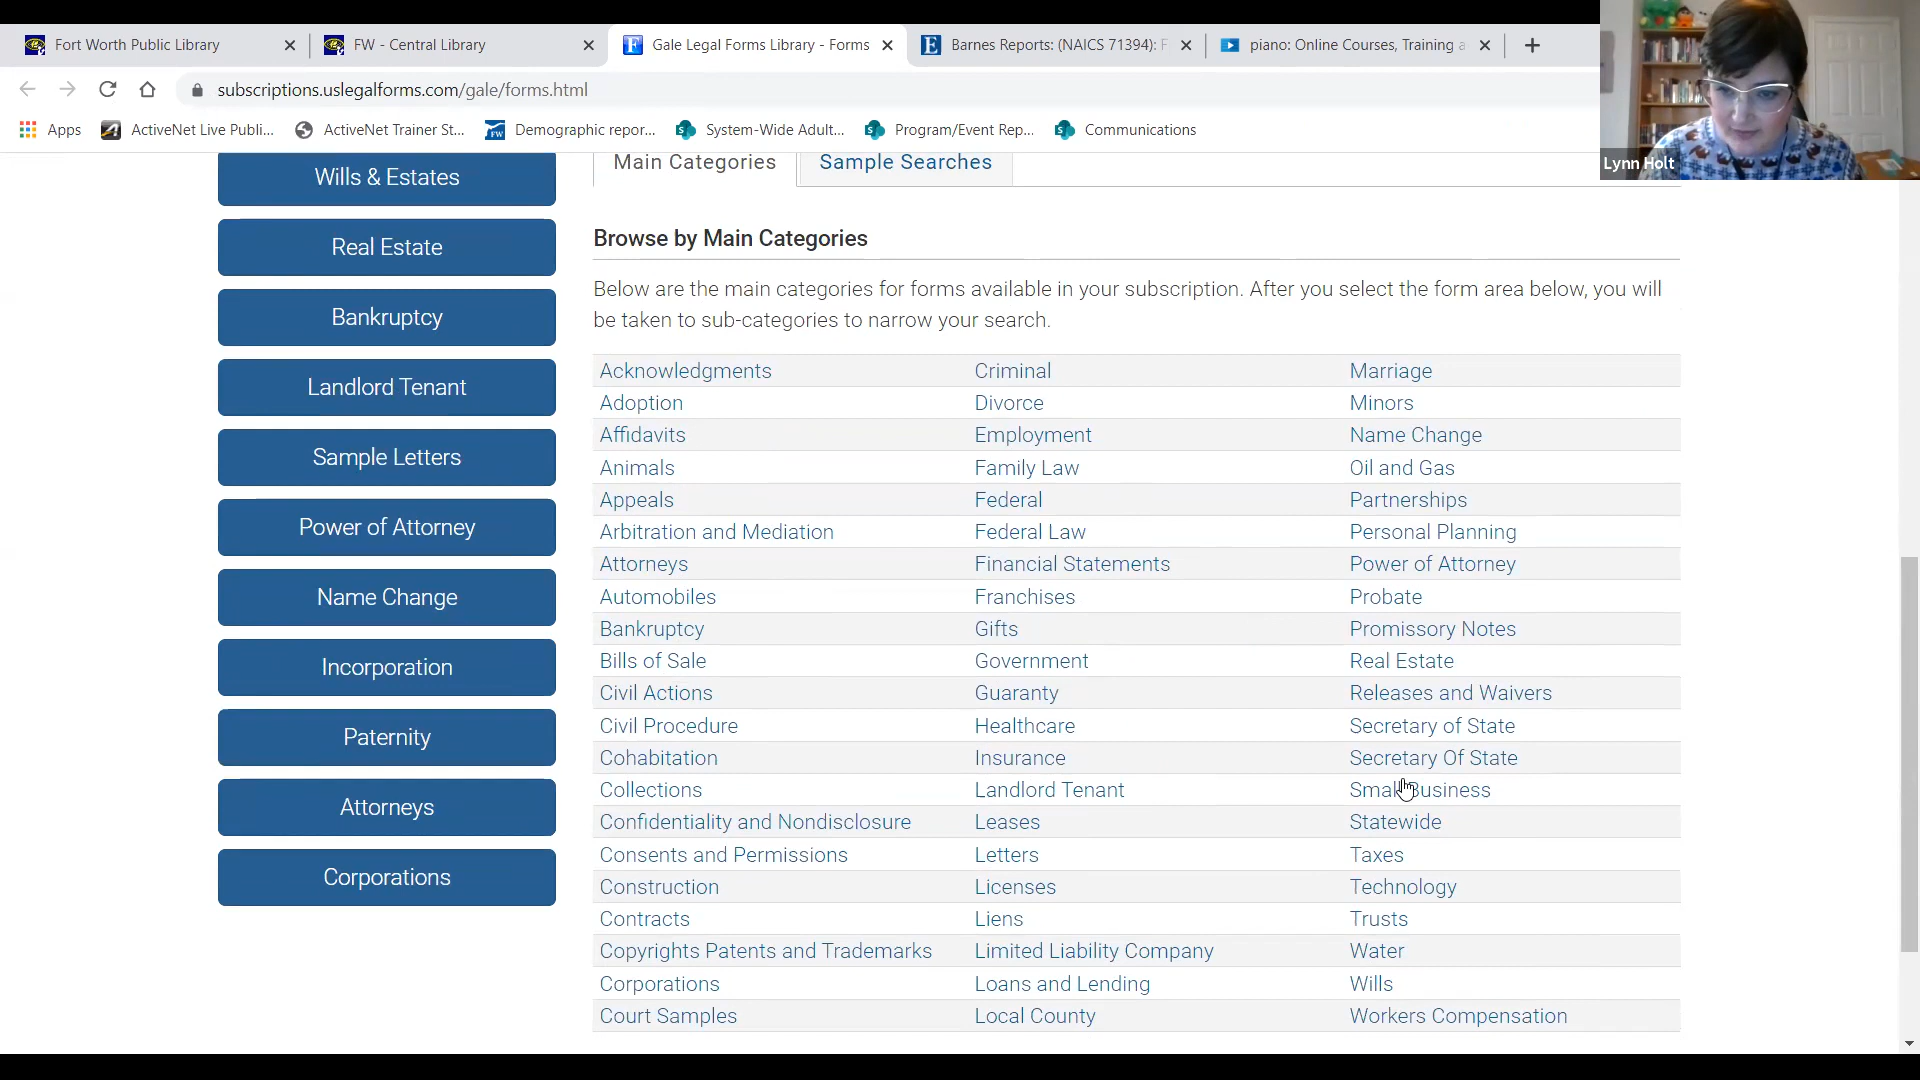 Fort Worth Public Library
FW - Central Library
Gale Legal Forms Library - Forms
Barnes Reports: (NAICS 71394): F
piano: Online Courses, Training a
subscriptions.uslegalforms.com/gale/forms.html
Apps
ActiveNet Live Publi...
ActiveNet Trainer St...
Demographic repor...
System-Wide Adult...
Program/Event Rep...
Communications
Lynn Holt
Wills & Estates
Real Estate
Bankruptcy
Landlord Tenant
Sample Letters
Power of Attorney
Name Change
Incorporation
Paternity
Attorneys
Corporations
Main Categories
Sample Searches
Browse by Main Categories
Below are the main categories for forms available in your subscription. After you select the form area below, you will
be taken to sub-categories to narrow your search.
Acknowledgments Criminal Marriage
Adoption Divorce Minors
Affidavits Employment Name Change
Animals Family Law Oil and Gas
Appeals Federal Partnerships
Arbitration and Mediation Federal Law Personal Planning
Attorneys Financial Statements Power of Attorney
Automobiles Franchises Probate
Bankruptcy Gifts Promissory Notes
Bills of Sale Government Real Estate
Civil Actions Guaranty Releases and Waivers
Civil Procedure Healthcare Secretary of State
Cohabitation Insurance Secretary Of State
Collections Landlord Tenant Small Business
Confidentiality and Nondisclosure Leases Statewide
Consents and Permissions Letters Taxes
Construction Licenses Technology
Contracts Liens Trusts
Copyrights Patents and Trademarks Limited Liability Company Water
Corporations Loans and Lending Wills
Court Samples Local County Workers Compensation